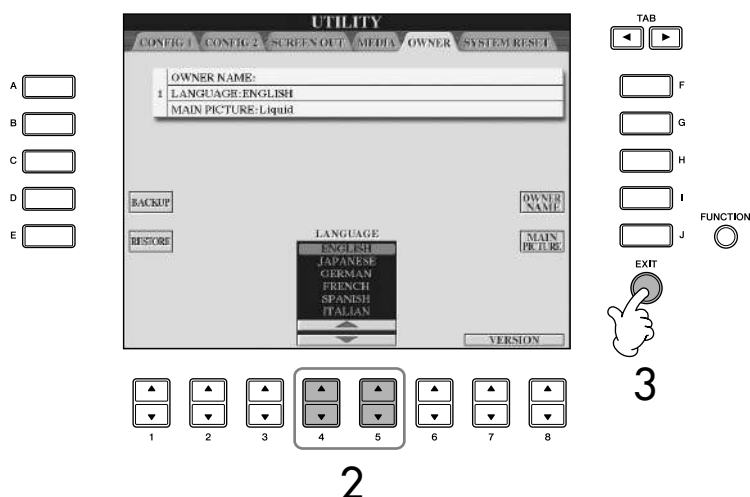 UTILITY
CONFIG 1 CONFIG 2 SCREEN OUT MEDIA OWNER SYSTEM RESET
TAB
OWNER NAME:
1 LANGUAGE:ENGLISH
MAIN PICTURE:Liquid
A
B
C
D
E
F
G
H
I
J
BACKUP
RESTORE
OWNER
NAME
MAIN
PICTURE
LANGUAGE
ENGLISH
JAPANESE
GERMAN
FRENCH
SPANISH
ITALIAN
VERSION
FUNCTION
EXIT
3
1 2 3 4 5 6 7 8
2